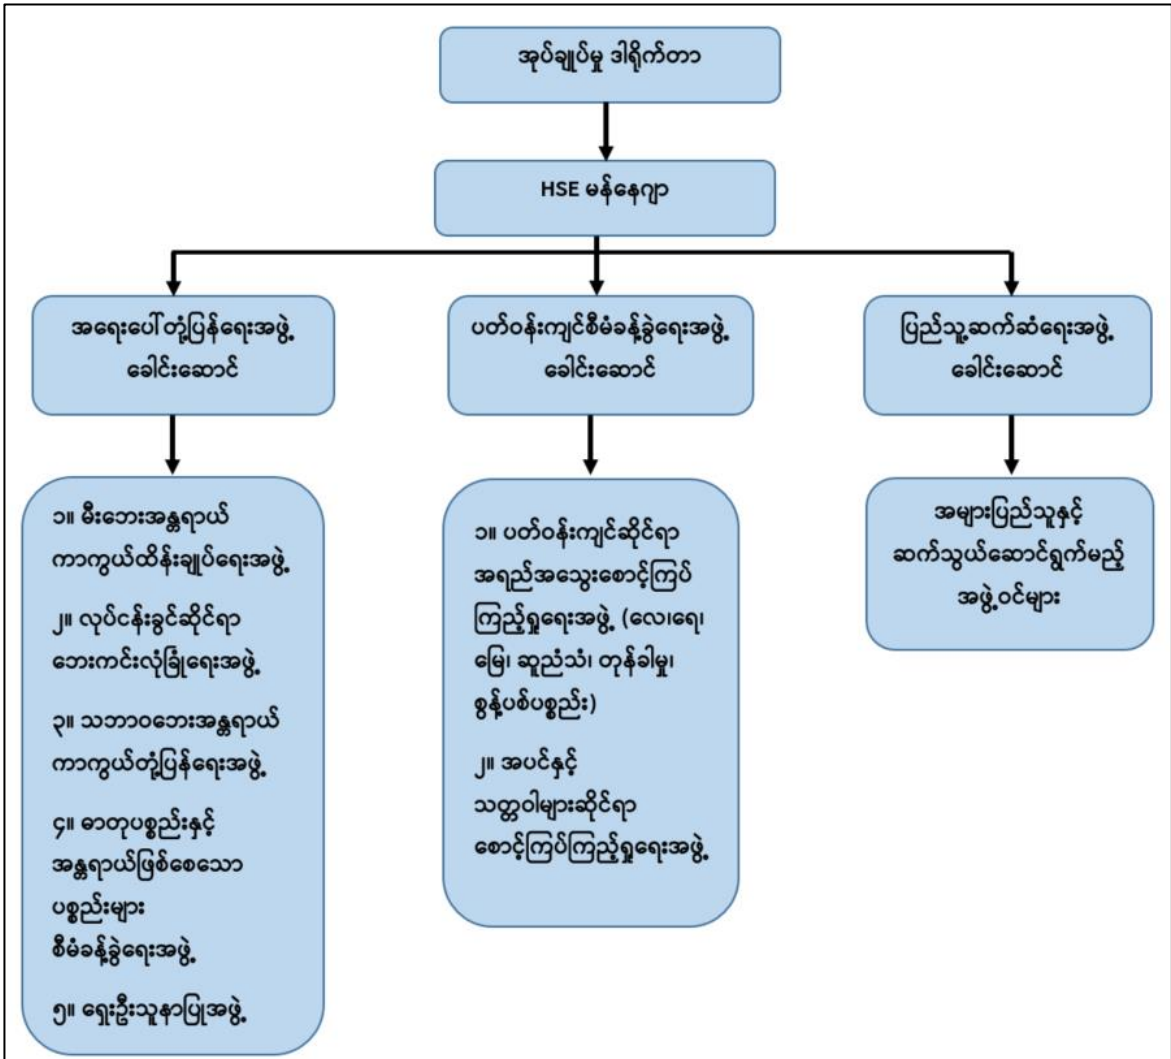 အုပ်ချုပ်မှု ဒါရိုက်တာ
HSE မန်နေဂျာ
အရေးပေါ်တုံ့ပြန်ရေးအဖွဲ့
ခေါင်းဆောင်
ပတ်ဝန်းကျင်စီမံခန့်ခွဲရေးအဖွဲ့
ခေါင်းဆောင်
ပြည်သူ့ဆက်ဆံရေးအဖွဲ့
ခေါင်းဆောင်
၁။ မီးဘေးအန္တရာယ်
ကာကွယ်ထိန်းချုပ်ရေးအဖွဲ့
၂။ လုပ်ငန်းခွင်ဆိုင်ရာ
ဘေးကင်းလုံခြုံရေးအဖွဲ့
၃။ သဘာဝဘေးအန္တရာယ်
ကာကွယ်တုံ့ပြန်ရေးအဖွဲ့
၄။ ဓာတုပစ္စည်းနှင့်
အန္တရာယ်ဖြစ်စေသော
ပစ္စည်းများ
စီမံခန့်ခွဲရေးအဖွဲ့
၅။ ရှေးဦးသူနာပြုအဖွဲ့
၁။ ပတ်ဝန်းကျင်ဆိုင်ရာ
အရည်အသွေးစောင့်ကြပ်
ကြည့်ရှုရေးအဖွဲ့ (လေ၊ရေ၊
မြေ၊ ဆူညံသံ၊ တုန်ခါမှု၊
စွန့်ပစ်ပစ္စည်း)
၂။ အပင်နှင့်
သတ္တဝါများဆိုင်ရာ
စောင့်ကြပ်ကြည့်ရှုရေးအဖွဲ့
အများပြည်သူနှင့်
ဆက်သွယ်ဆောင်ရွက်မည့်
အဖွဲ့ဝင်များ